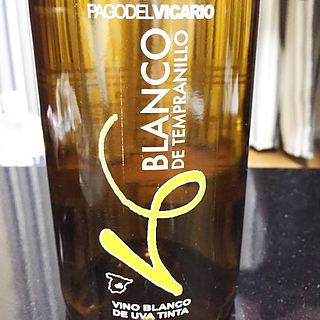 PAGODELVICARIO
BLANCO
DE TEMPRANILLO
VINO BLANCO
DE UVA TINTA